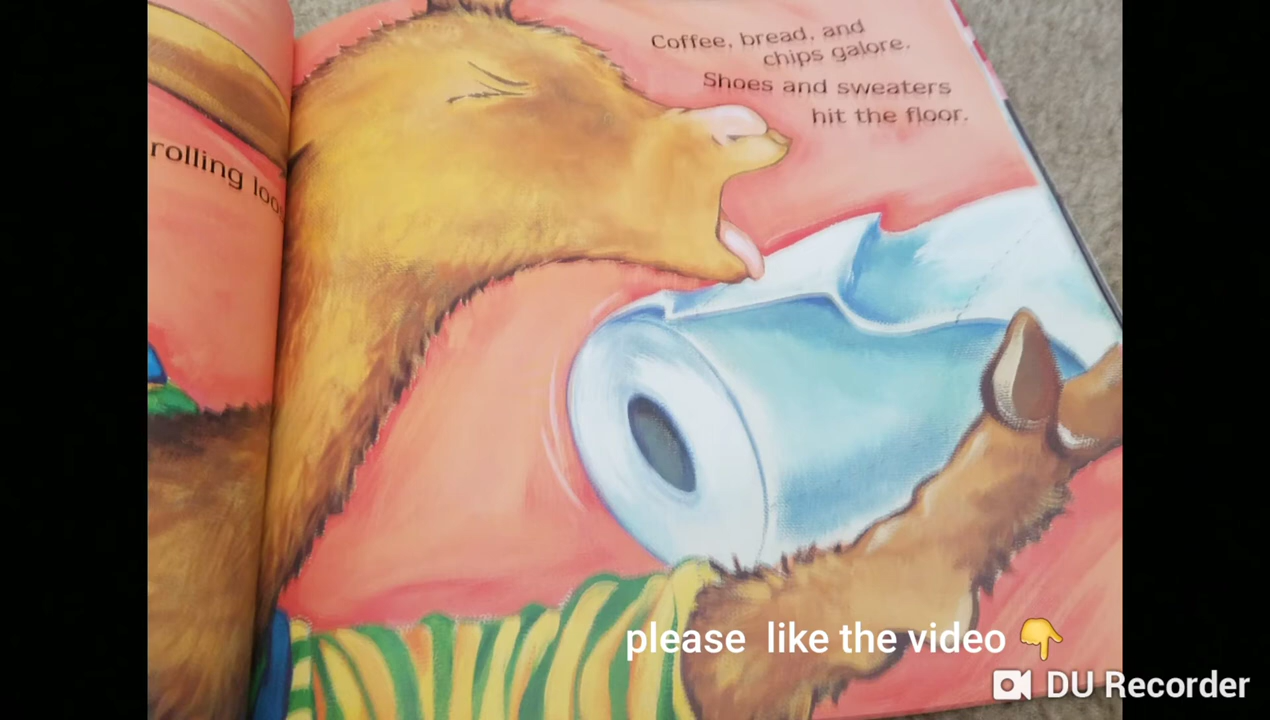 rolling
Coffee, bread, and
chips galore.
Shoes and sweaters
hit the floor.
please like the video 👇
DU Recorder